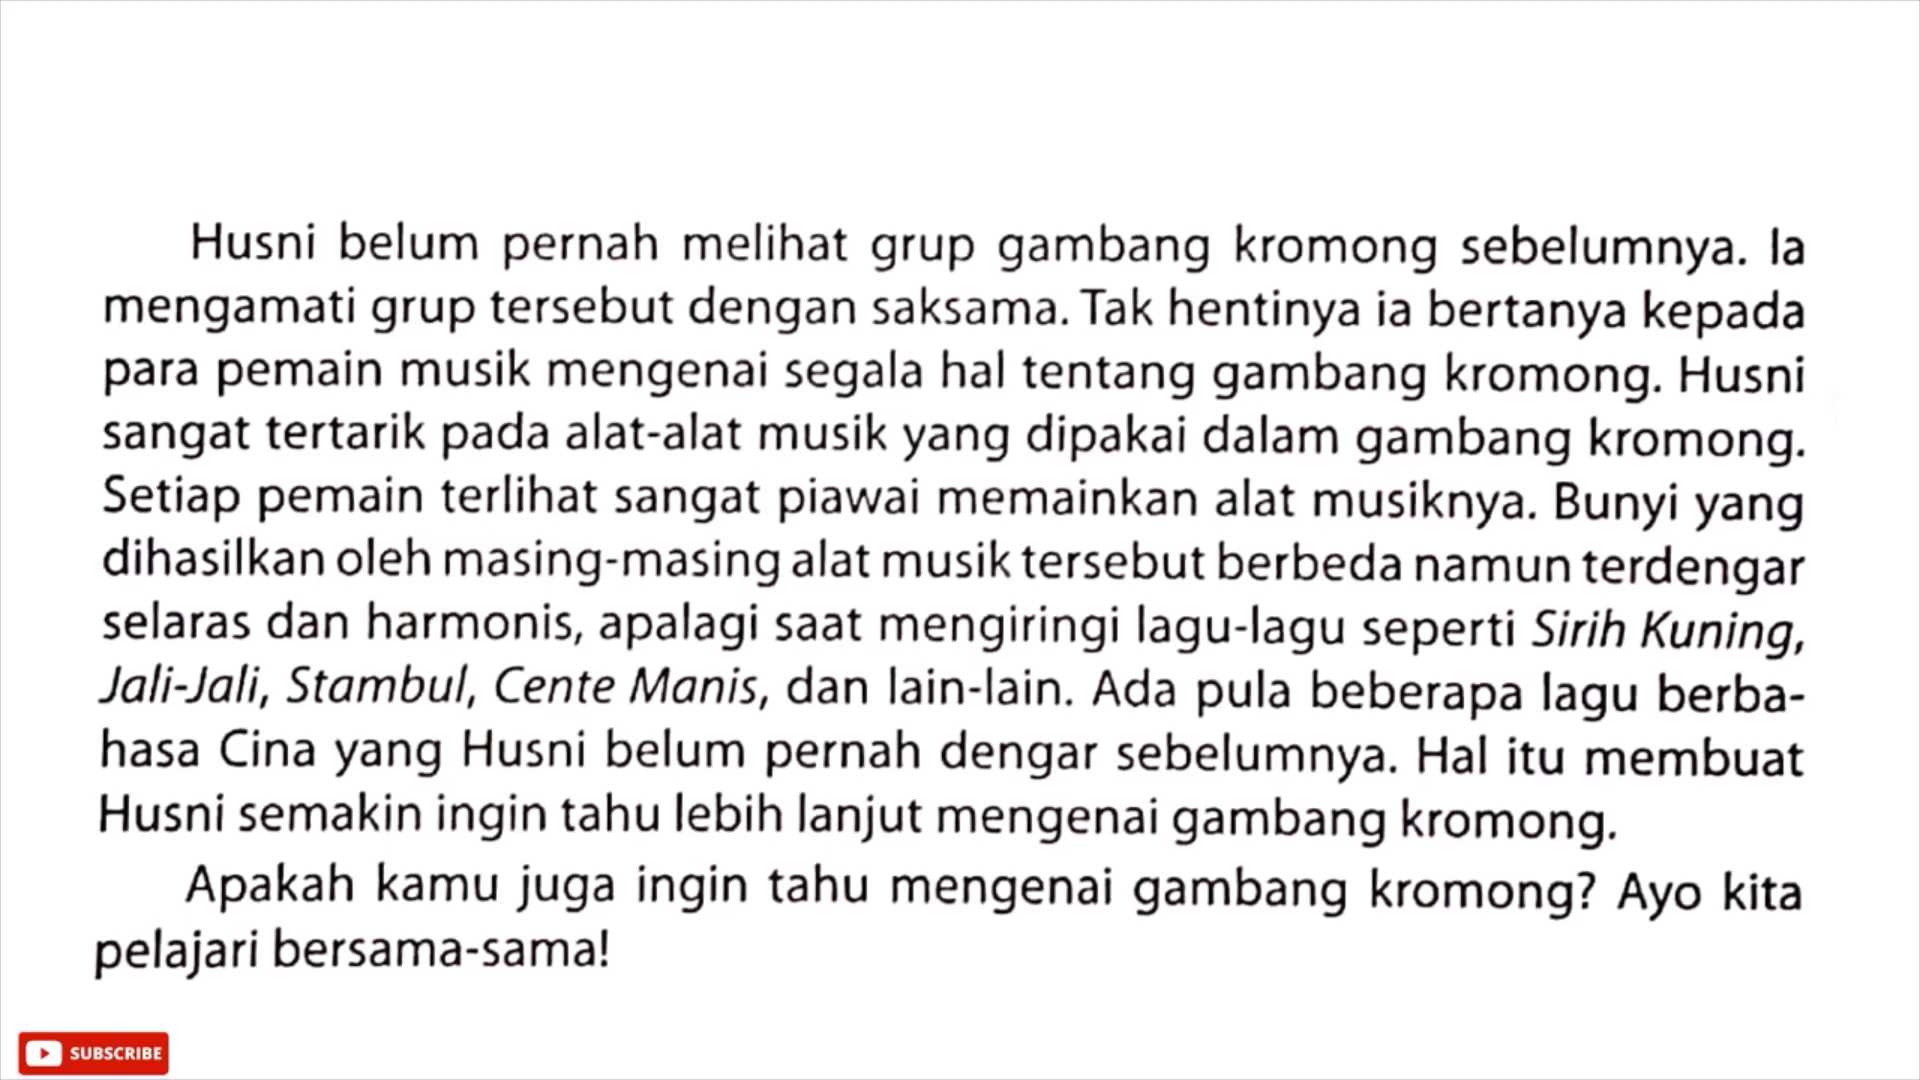 Husni belum pernah melihat grup gambang kromong sebelumnya. Ia
mengamati grup tersebut dengan saksama. Tak hentinya ia bertanya kepada
para pemain musik mengenai segala hal tentang gambang kromong. Husni
sangat tertarik pada alat-alat musik yang dipakai dalam gambang kromong.
Setiap pemain terlihat sangat piawai memainkan alat musiknya. Bunyi yang
dihasilkan oleh masing-masing alat musik tersebut berbeda namun terdengar
selaras dan harmonis, apalagi saat mengiringi lagu-lagu seperti Sirih Kuning,
Jali-Jali, Stambul, Cente Manis, dan lain-lain. Ada pula beberapa lagu berba-
hasa Cina yang Husni belum pernah dengar sebelumnya. Hal itu membuat
Husni semakin ingin tahu lebih lanjut mengenai gambang kromong.
Apakah kamu juga ingin tahu mengenai gambang kromong? Ayo kita
pelajari bersama-sama!
SUBSCRIBE